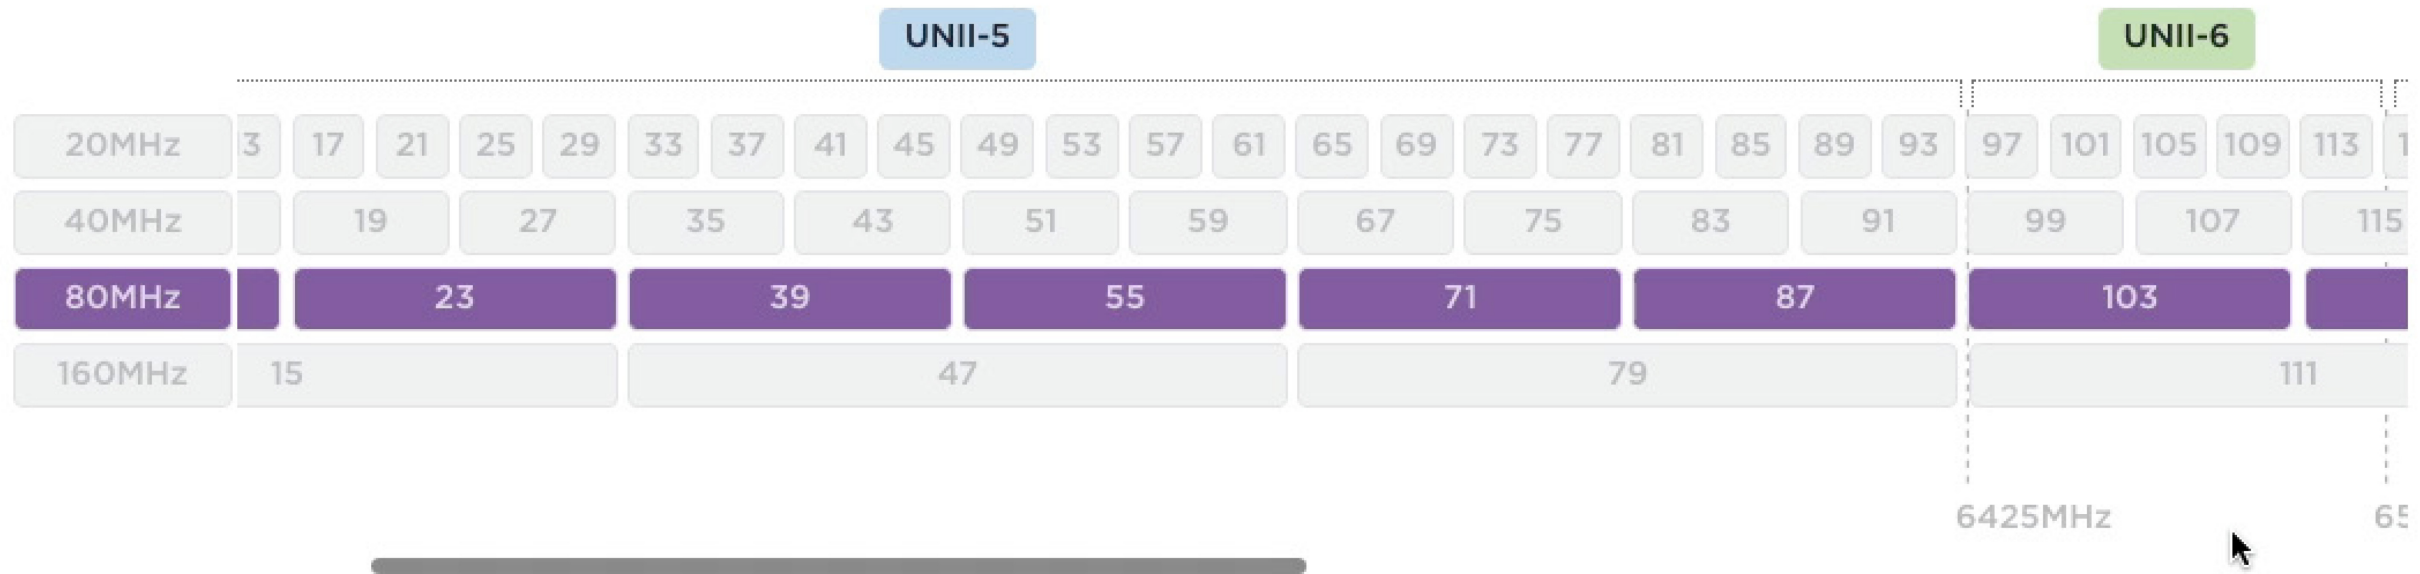 UNII-5 UNII-6
20MHz 3 17 21 25 29 33 37 41 45 49 53 57 61 65 69 73 77 81 85 89 93 97 101 105 109 113 1
40MHz 19 27 35 43 51 59 67 75 83 91 99 107 115
80MHz 23 39 55 71 87 103
160MHz 15 47 79 111
6425MHz 65